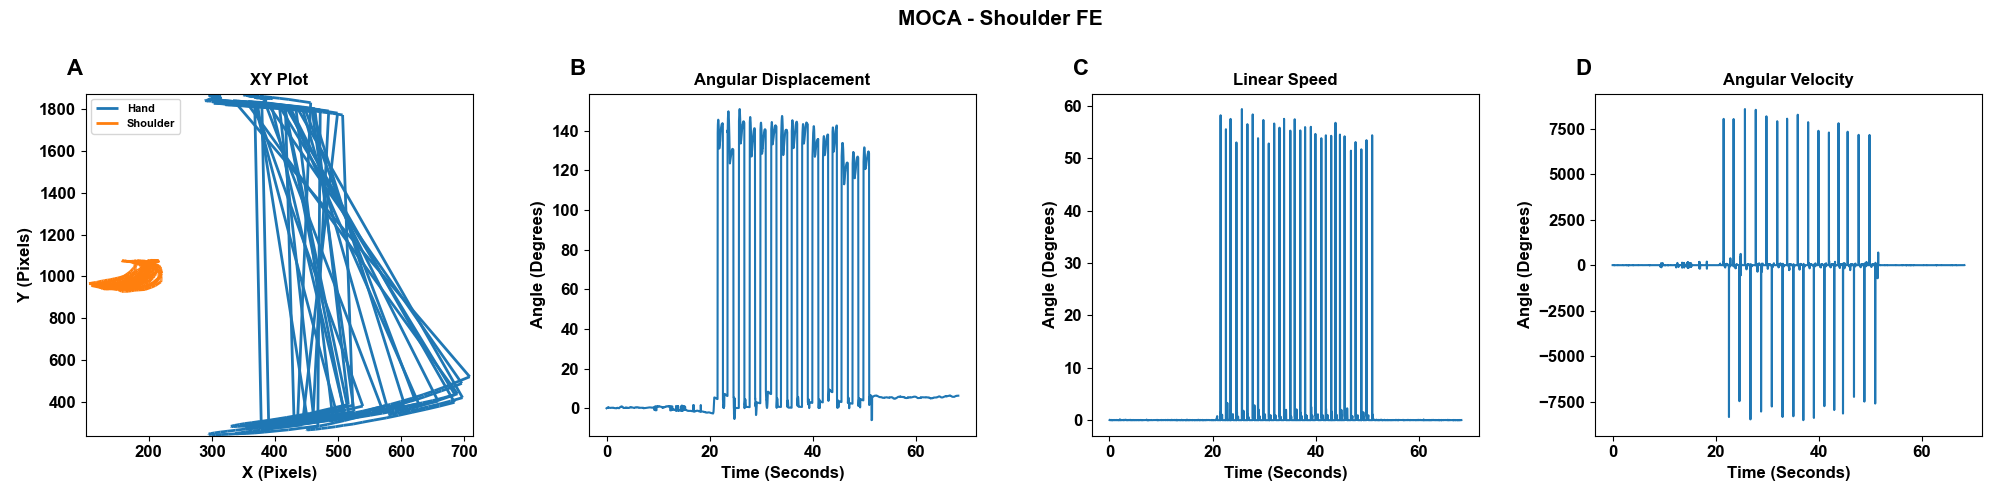 MOCA - Shoulder FE
A
XY Plot
Hand
Shoulder
1800
1600
1400
1200
1000
800
600
400
Y (Pixels)
200
300
400
500
600
700
X (Pixels)
B
Angular Displacement
140
120
100
80
60
40
20
0
Angle (Degrees)
0
20
40
60
Time (Seconds)
C
Linear Speed
60
50
40
30
20
10
0
Angle (Degrees)
0
20
40
60
Time (Seconds)
D
Angular Velocity
7500
5000
2500
0
−2500
−5000
−7500
Angle (Degrees)
0
20
40
60
Time (Seconds)